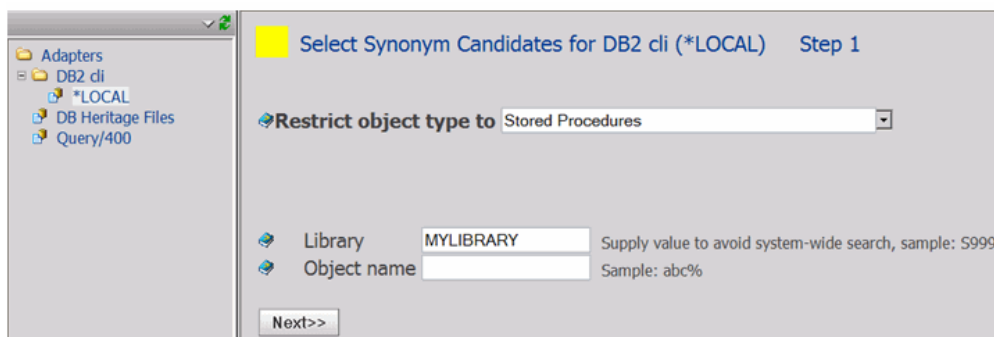 Adapters
DB2 cli
*LOCAL
DB Heritage Files
Query/400
Select Synonym Candidates for DB2 cli (*LOCAL) Step 1
Restrict object type to Stored Procedures
Library MYLIBRARY Supply value to avoid system-wide search, sample: S999
Object name Sample: abc%
Next>>